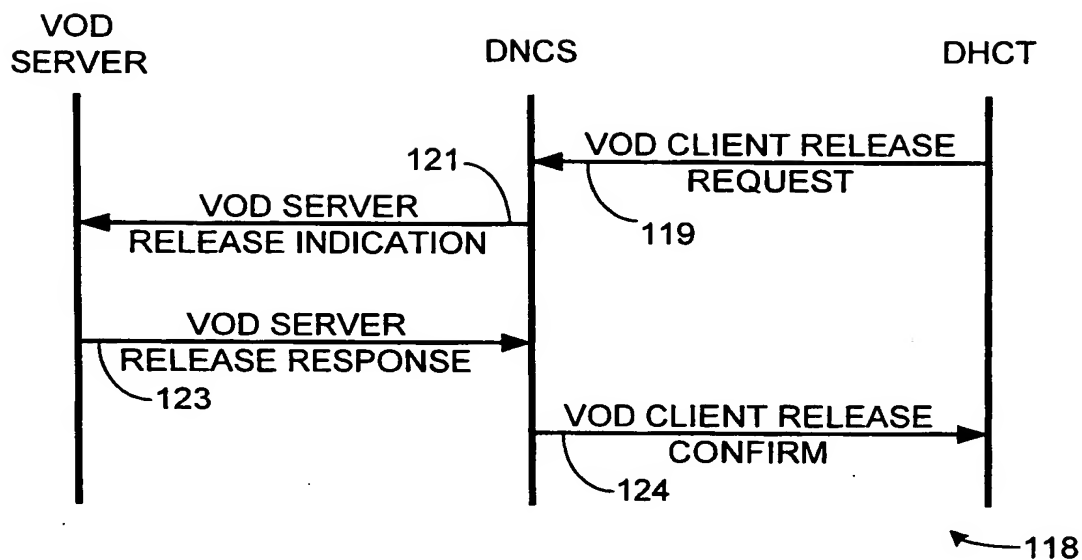 VOD
SERVER
DNCS
DHCT
VOD CLIENT RELEASE
REQUEST
119
121
VOD SERVER
RELEASE INDICATION
VOD SERVER
RELEASE RESPONSE
123
VOD CLIENT RELEASE
CONFIRM
124
118